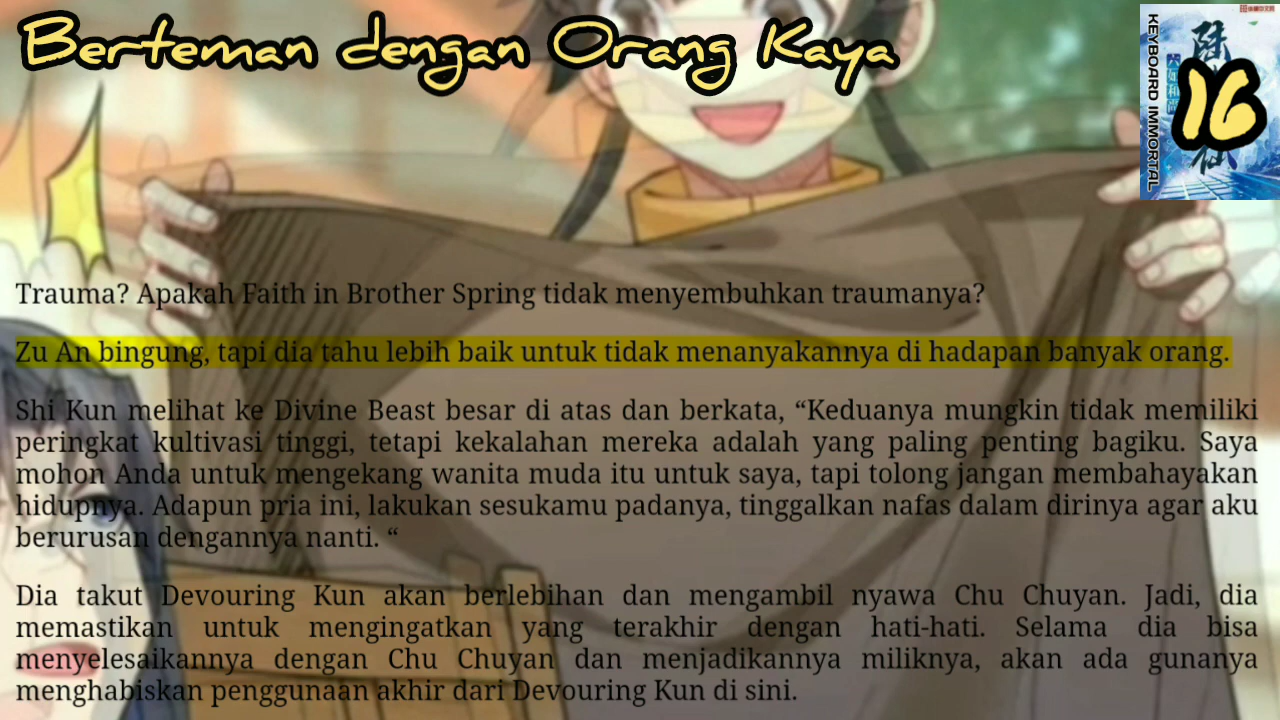 Berteman dengan Orang Kaya
KEYBOARD IMMORTAL
16
Trauma? Apakah Faith in Brother Spring tidak menyembuhkan traumanya?
Zu An bingung, tapi dia tahu lebih baik untuk tidak menanyakannya di hadapan banyak orang.
Shi Kun melihat ke Divine Beast besar di atas dan berkata, “Keduanya mungkin tidak memiliki
peringkat kultivasi tinggi, tetapi kekalahan mereka adalah yang paling penting bagiku. Saya
mohon Anda untuk mengekang wanita muda itu untuk saya, tapi tolong jangan membahayakan
hidupnya. Adapun pria ini, lakukan sesukamu padanya, tinggalkan nafas dalam dirinya agar aku
berurusan dengannya nanti. “
Dia takut Devouring Kun akan berlebihan dan mengambil nyawa Chu Chuyan. Jadi, dia
memastikan untuk mengingatkan yang terakhir dengan hati-hati. Selama dia bisa
menyelesaikannya dengan Chu Chuyan dan menjadikannya miliknya, akan ada gunanya
menghabiskan penggunaan akhir dari Devouring Kun di sini.